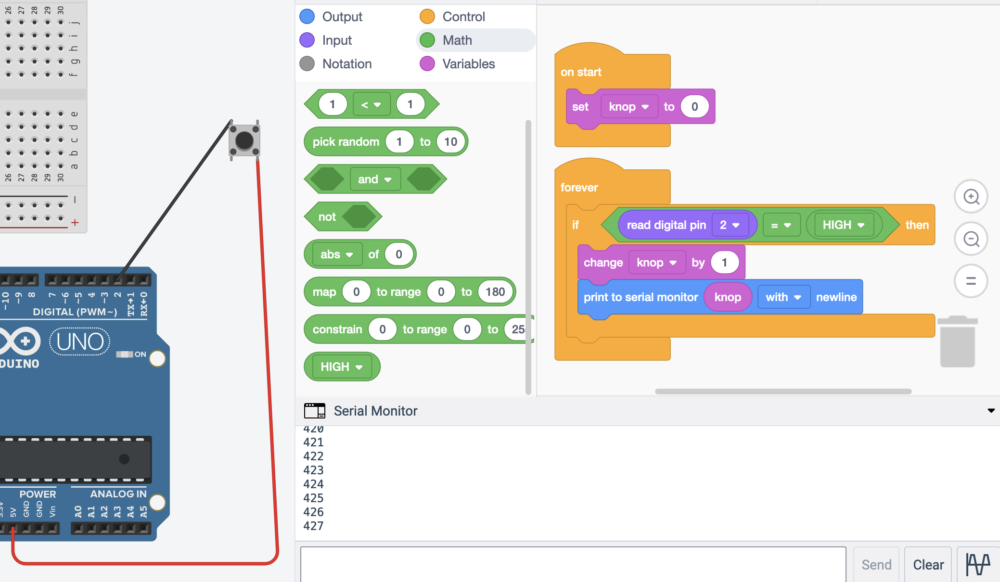 26 27 28 29 30
j
i
h
g
f
e
d
c
b
a
26 27 28 29 30
−
+
~10 ~9 8 7 ~6 ~5 4 ~3 2 TX→1 RX←0
DIGITAL (PWM~)
UNO
ON
DUINO
POWER ANALOG IN
3.3V 5V GND GND Vin A0 A1 A2 A3 A4 A5
Output Control
Input Math
Notation Variables
1 < 1
pick random 1 to 10
and
not
abs of 0
map 0 to range 0 to 180
constrain 0 to range 0 to 25
HIGH
on start
set knop to 0
forever
if read digital pin 2 = HIGH then
change knop by 1
print to serial monitor knop with newline
=
Serial Monitor
420
421
422
423
424
425
426
427
Send Clear